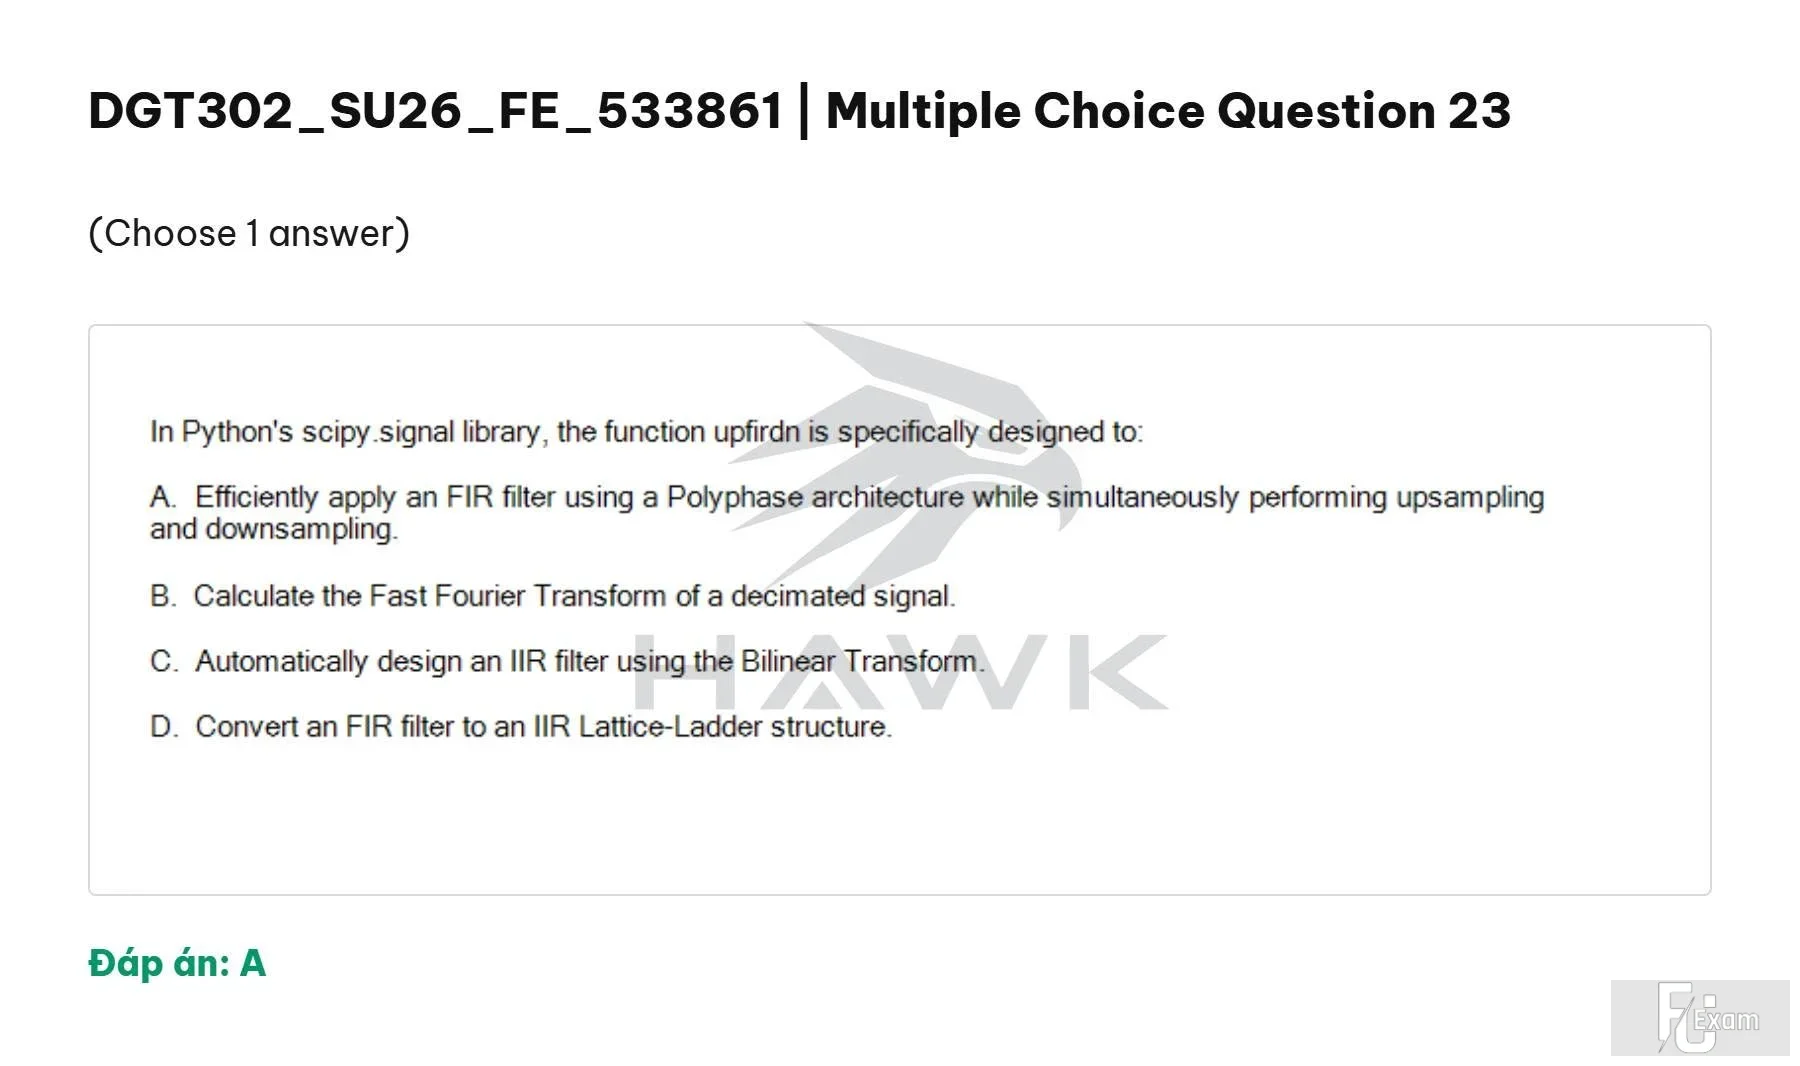 DGT302_SU26_FE_533861 | Multiple Choice Question 23
(Choose 1 answer)
In Python's scipy.signal library, the function upfirdn is specifically designed to:
A. Efficiently apply an FIR filter using a Polyphase architecture while simultaneously performing upsampling
and downsampling.
B. Calculate the Fast Fourier Transform of a decimated signal.
C. Automatically design an IIR filter using the Bilinear Transform.
D. Convert an FIR filter to an IIR Lattice-Ladder structure.
HAWK
Đáp án: A
FU Exam